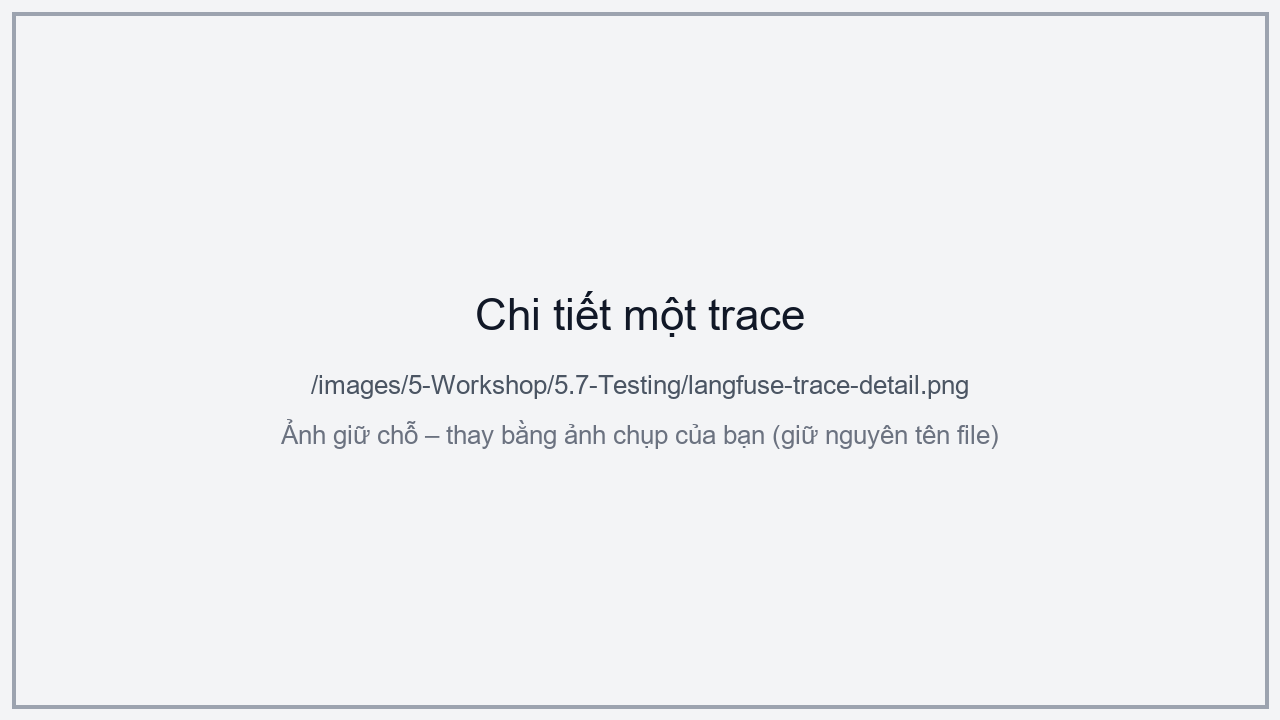 Chi tiết một trace
/images/5-Workshop/5.7-Testing/langfuse-trace-detail.png
Ảnh giữ chỗ – thay bằng ảnh chụp của bạn (giữ nguyên tên file)